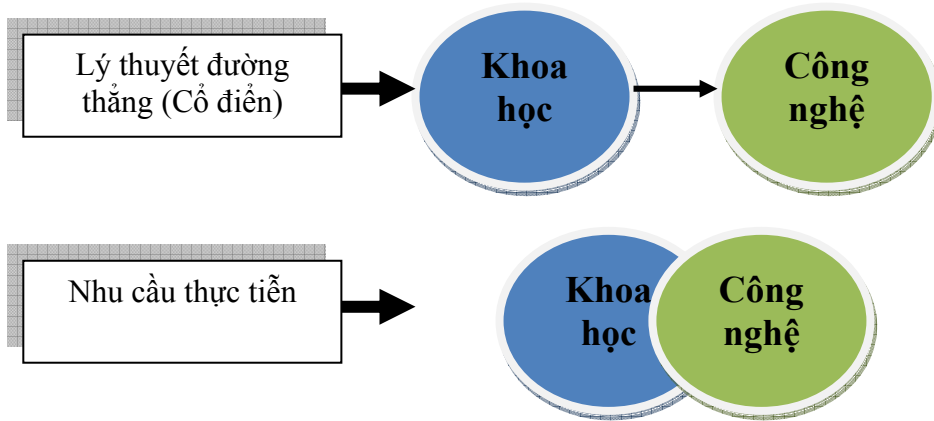 Lý thuyết đường
thẳng (Cổ điển)
Khoa
học
Công
nghệ
Nhu cầu thực tiễn
Khoa
học
Công
nghệ